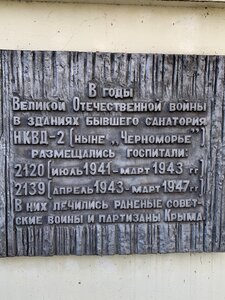 В годы
Великой Отечественной войны
в зданиях бывшего санатория
НКВД-2 (ныне „Черноморье")
размещались госпитали:
2120 (июль 1941 - март 1943 гг)
2139 (апрель 1943 - март 1947 гг)
В них лечились раненые совет-
ские воины и партизаны Крыма.